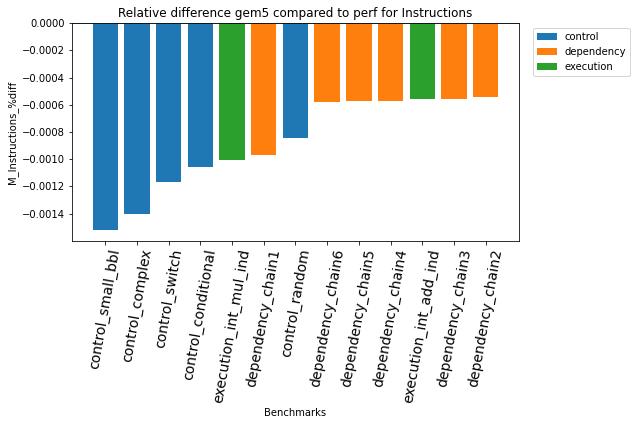 Relative difference gem5 compared to perf for Instructions
0.0000
−0.0002
−0.0004
−0.0006
−0.0008
−0.0010
−0.0012
−0.0014
M_Instructions_%diff
control
dependency
execution
control_small_bbl
control_complex
control_switch
control_conditional
execution_int_mul_ind
dependency_chain1
control_random
dependency_chain6
dependency_chain5
dependency_chain4
execution_int_add_ind
dependency_chain3
dependency_chain2
Benchmarks